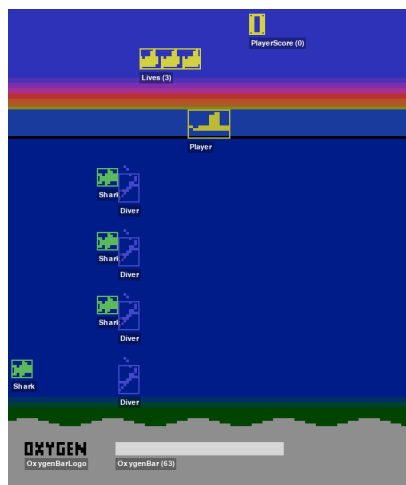 PlayerScore (0)
Lives (3)
Player
Shark
Diver
Shark
Diver
Shark
Diver
Shark
Diver
OXYGEN
OxygenBarLogo
OxygenBar (63)